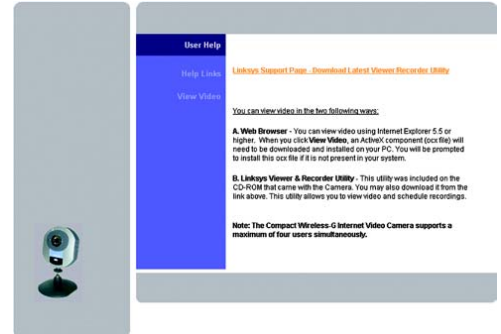 User Help
Help Links
View Video
Linksys Support Page - Download Latest Viewer Recorder Utility
You can view video in the two following ways:
A. Web Browser - You can view video using Internet Explorer 5.5 or
higher. When you click View Video, an ActiveX component (ocx file) will
need to be downloaded and installed on your PC. You will be prompted
to install this ocx file if it is not present in your system.
B. Linksys Viewer & Recorder Utility - This utility was included on the
CD-ROM that came with the Camera. You may also download it from the
link above. This utility allows you to view video and schedule recordings.
Note: The Compact Wireless-G Internet Video Camera supports a
maximum of four users simultaneously.